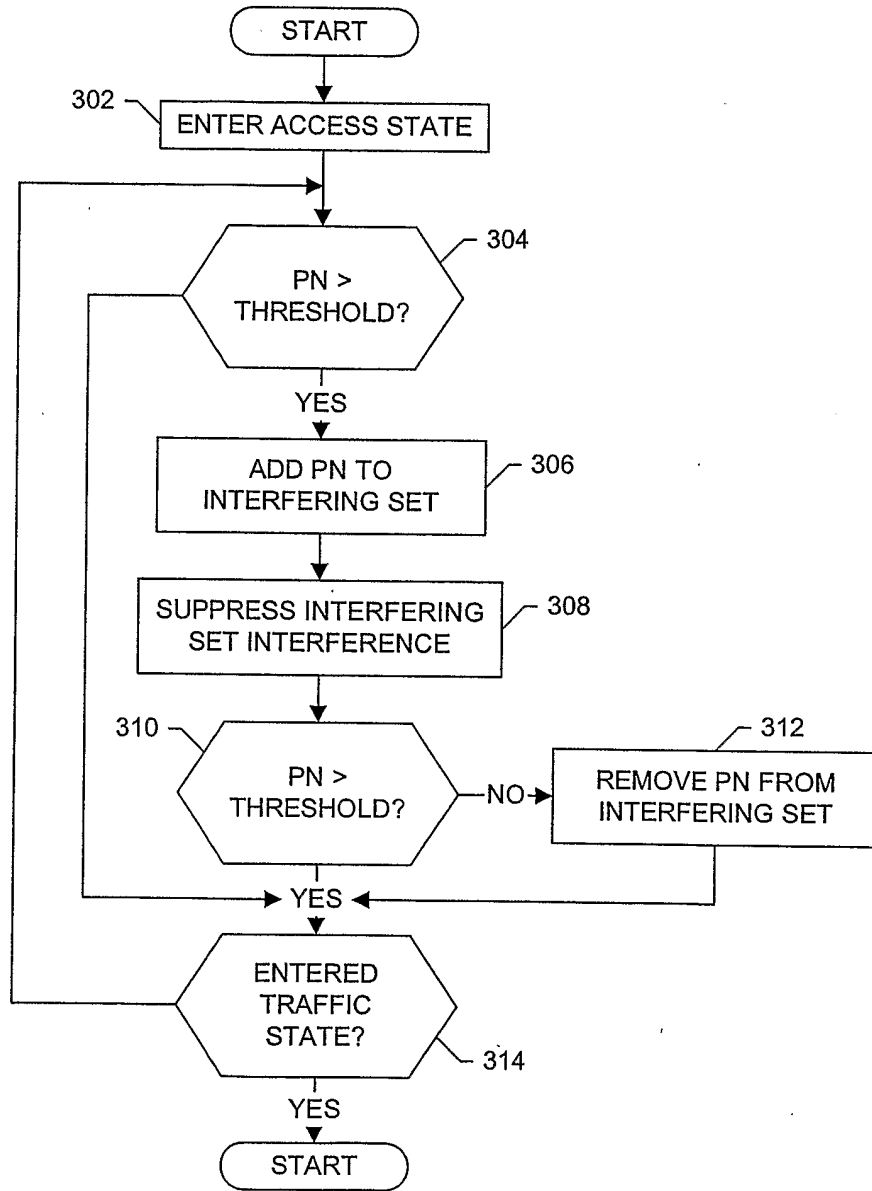 START
302
ENTER ACCESS STATE
304
PN >
THRESHOLD?
YES
ADD PN TO
INTERFERING SET
306
SUPPRESS INTERFERING
SET INTERFERENCE
308
310
PN >
THRESHOLD?
NO
312
REMOVE PN FROM
INTERFERING SET
YES
ENTERED
TRAFFIC
STATE?
314
YES
START